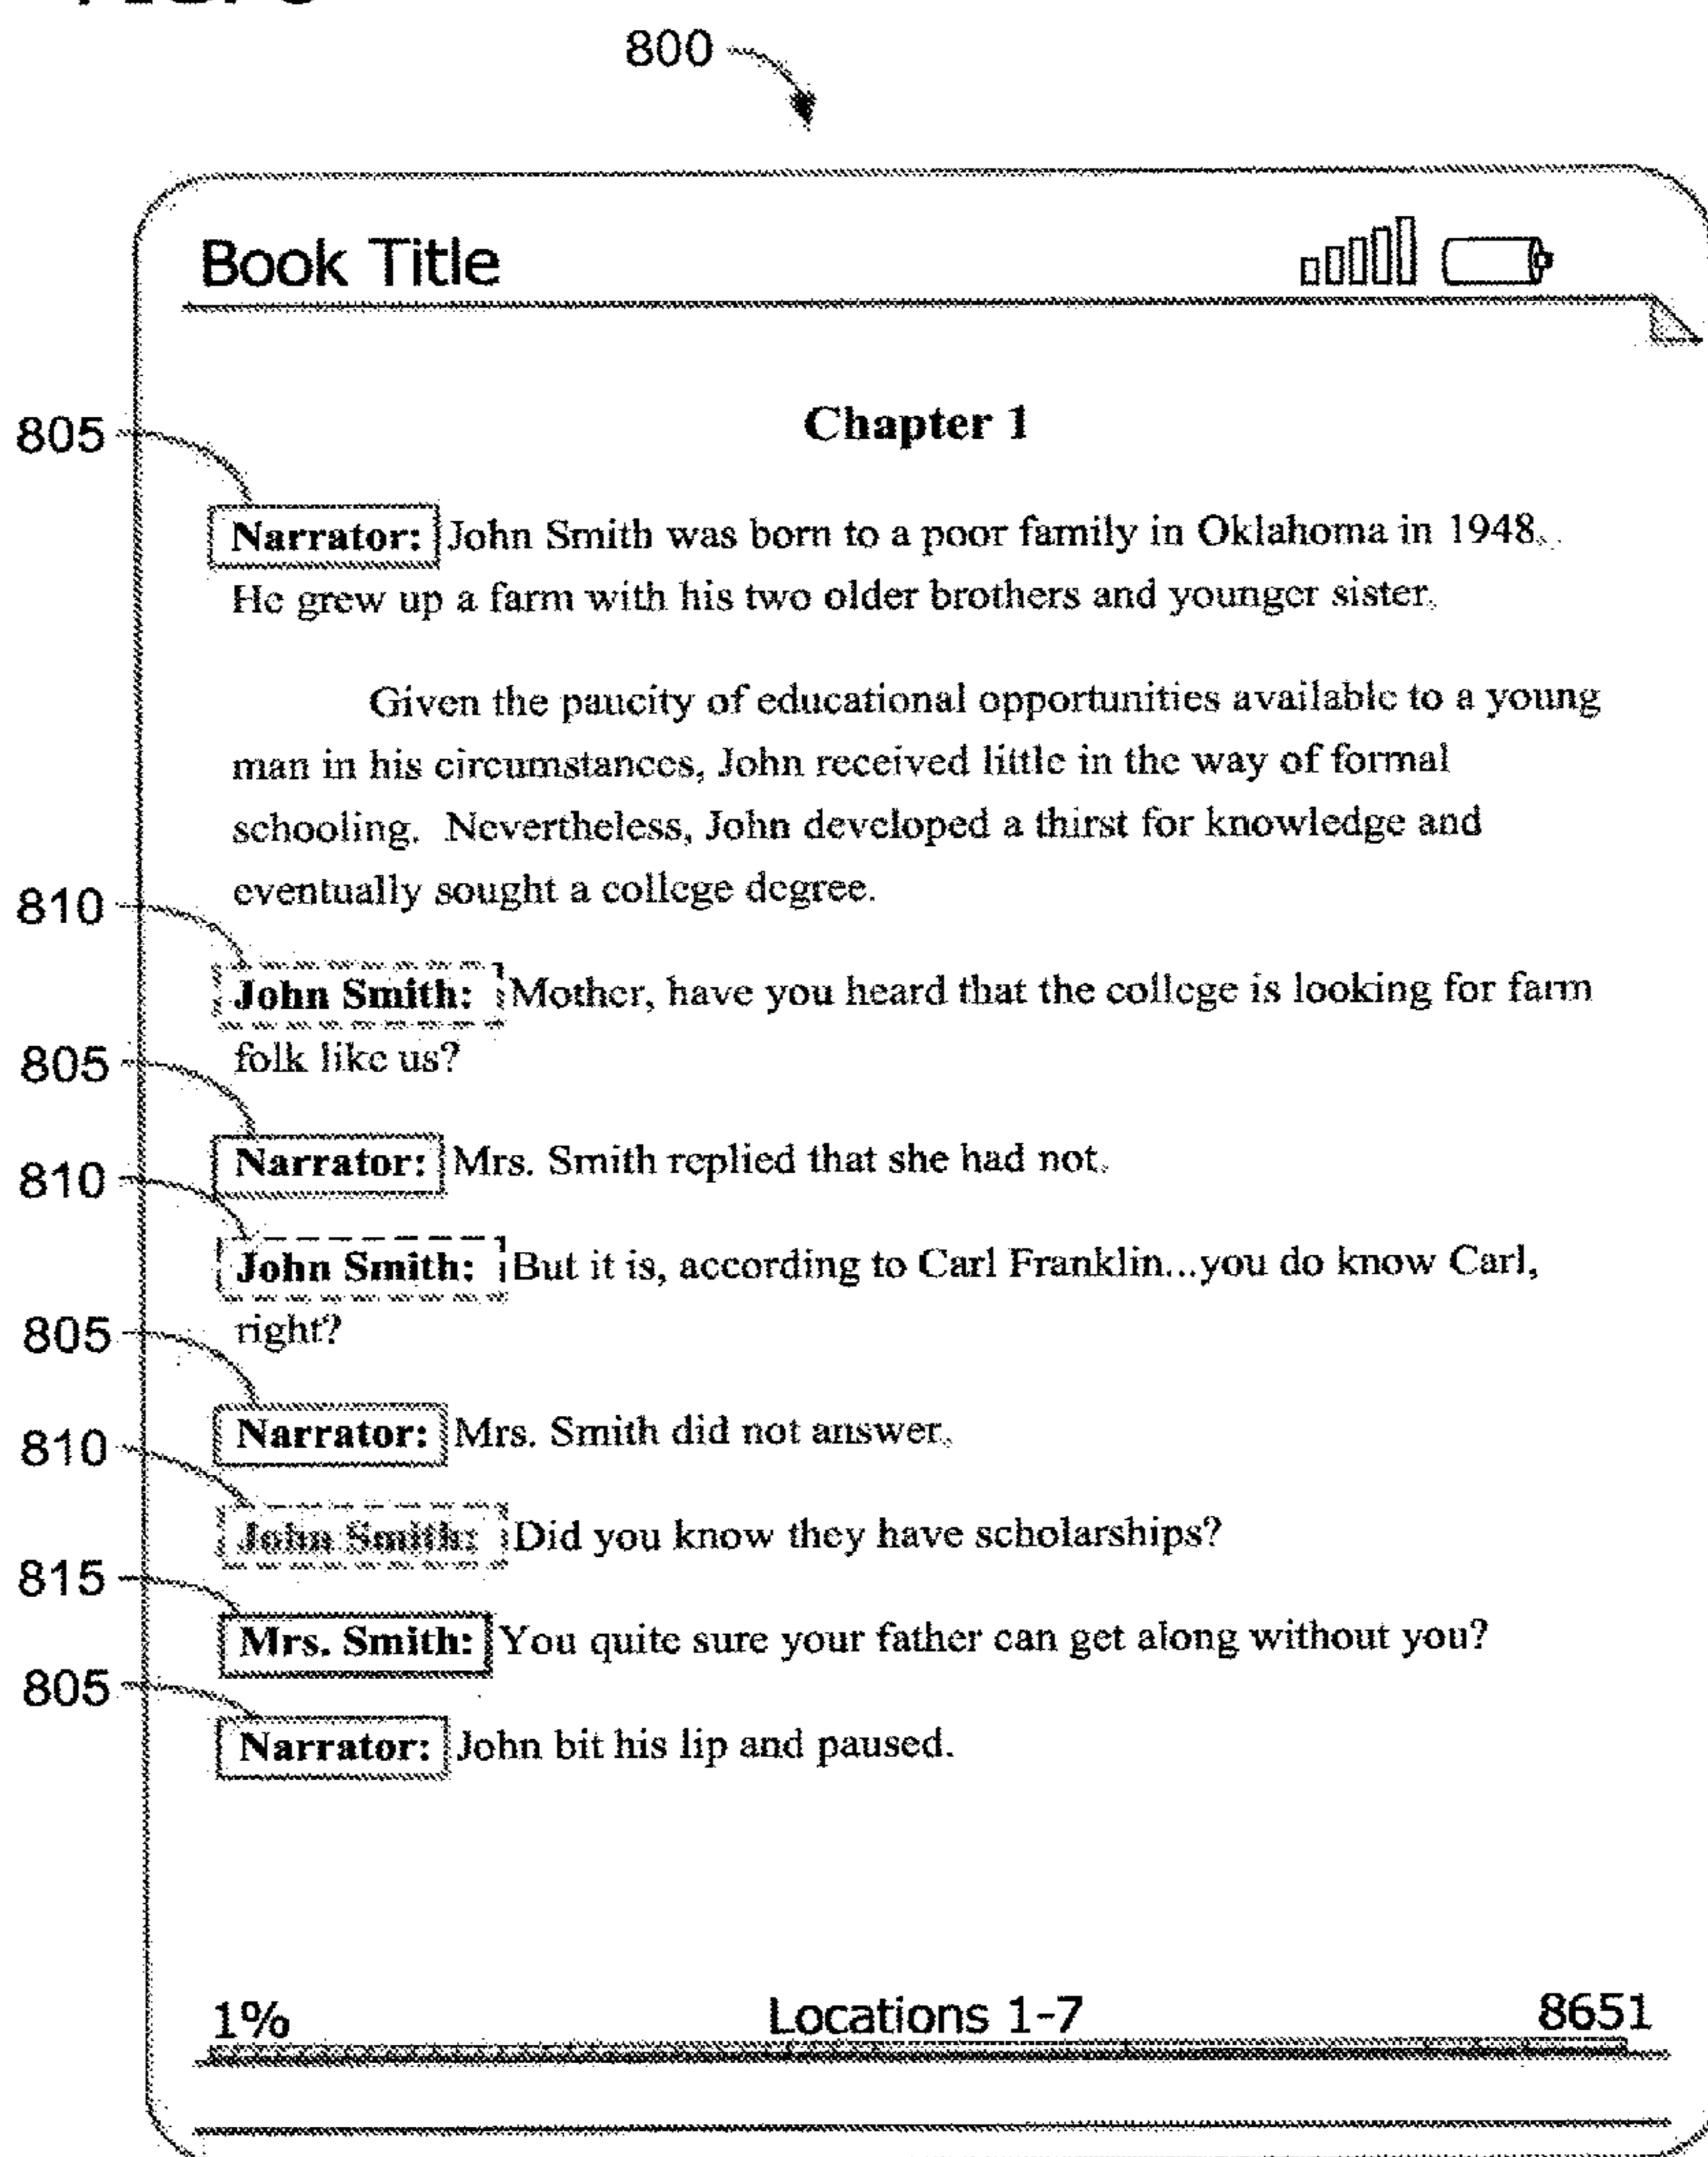 800
Book Title
Chapter 1
805
Narrator: John Smith was born to a poor family in Oklahoma in 1948.
He grew up a farm with his two older brothers and younger sister.
Given the paucity of educational opportunities available to a young
man in his circumstances, John received little in the way of formal
schooling. Nevertheless, John developed a thirst for knowledge and
eventually sought a college degree.
810
John Smith: Mother, have you heard that the college is looking for farm
folk like us?
805
Narrator: Mrs. Smith replied that she had not.
810
John Smith: But it is, according to Carl Franklin...you do know Carl,
right?
805
Narrator: Mrs. Smith did not answer.
810
John Smith: Did you know they have scholarships?
815
Mrs. Smith: You quite sure your father can get along without you?
805
Narrator: John bit his lip and paused.
1% Locations 1-7 8651